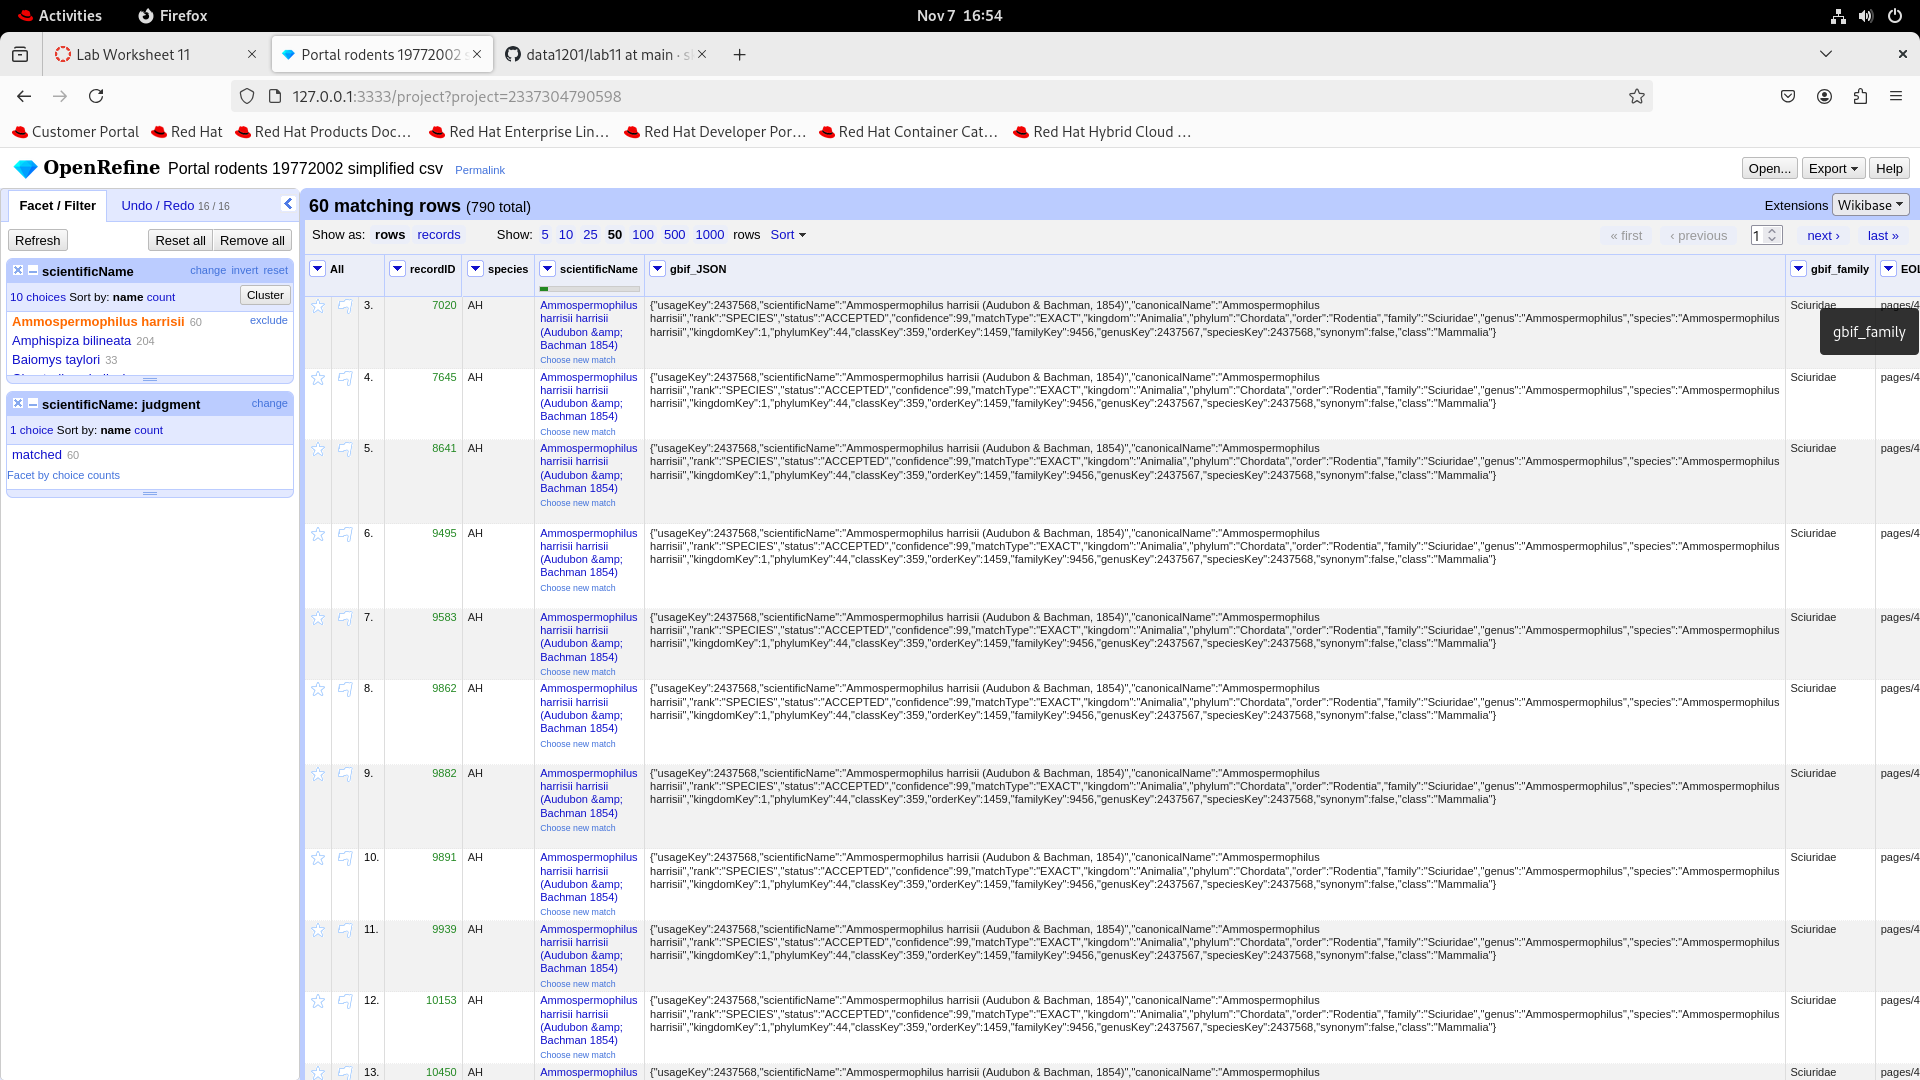 Activities Firefox Nov 7 16:54
Lab Worksheet 11 Portal rodents 19772002 data1201/lab11 at main · s
127.0.0.1:3333/project?project=2337304790598
Customer Portal Red Hat Red Hat Products Doc… Red Hat Enterprise Lin… Red Hat Developer Por… Red Hat Container Cat… Red Hat Hybrid Cloud …
OpenRefine Portal rodents 19772002 simplified csv Permalink Open... Export Help
Facet / Filter Undo / Redo 16 / 16
60 matching rows (790 total) Extensions Wikibase
Refresh Reset all Remove all
Show as: rows records Show: 5 10 25 50 100 500 1000 rows Sort « first ‹ previous 1 next › last »
scientificName change invert reset
10 choices Sort by: name count Cluster
Ammospermophilus harrisii 60 exclude
Amphispiza bilineata 204
Baiomys taylori 33
scientificName: judgment change
1 choice Sort by: name count
matched 60
Facet by choice counts
All recordID species scientificName gbif_JSON gbif_family EOL
3. 7020 AH Ammospermophilus {"usageKey":2437568,"scientificName":"Ammospermophilus harrisii (Audubon & Bachman, 1854)","canonicalName":"Ammospermophilus Sciuridae pages/4
harrisii harrisii harrisii","rank":"SPECIES","status":"ACCEPTED","confidence":99,"matchType":"EXACT","kingdom":"Animalia","phylum":"Chordata","order":"Rodentia","family":"Sciuridae","genus":"Ammospermophilus","species":"Ammospermophilus
(Audubon &amp; harrisii","kingdomKey":1,"phylumKey":44,"classKey":359,"orderKey":1459,"familyKey":9456,"genusKey":2437567,"speciesKey":2437568,"synonym":false,"class":"Mammalia"}
Bachman 1854)
Choose new match
gbif_family
4. 7645 AH Ammospermophilus {"usageKey":2437568,"scientificName":"Ammospermophilus harrisii (Audubon & Bachman, 1854)","canonicalName":"Ammospermophilus Sciuridae pages/4
harrisii harrisii harrisii","rank":"SPECIES","status":"ACCEPTED","confidence":99,"matchType":"EXACT","kingdom":"Animalia","phylum":"Chordata","order":"Rodentia","family":"Sciuridae","genus":"Ammospermophilus","species":"Ammospermophilus
(Audubon &amp; harrisii","kingdomKey":1,"phylumKey":44,"classKey":359,"orderKey":1459,"familyKey":9456,"genusKey":2437567,"speciesKey":2437568,"synonym":false,"class":"Mammalia"}
Bachman 1854)
Choose new match
5. 8641 AH Ammospermophilus {"usageKey":2437568,"scientificName":"Ammospermophilus harrisii (Audubon & Bachman, 1854)","canonicalName":"Ammospermophilus Sciuridae pages/4
harrisii harrisii harrisii","rank":"SPECIES","status":"ACCEPTED","confidence":99,"matchType":"EXACT","kingdom":"Animalia","phylum":"Chordata","order":"Rodentia","family":"Sciuridae","genus":"Ammospermophilus","species":"Ammospermophilus
(Audubon &amp; harrisii","kingdomKey":1,"phylumKey":44,"classKey":359,"orderKey":1459,"familyKey":9456,"genusKey":2437567,"speciesKey":2437568,"synonym":false,"class":"Mammalia"}
Bachman 1854)
Choose new match
6. 9495 AH Ammospermophilus {"usageKey":2437568,"scientificName":"Ammospermophilus harrisii (Audubon & Bachman, 1854)","canonicalName":"Ammospermophilus Sciuridae pages/4
harrisii harrisii harrisii","rank":"SPECIES","status":"ACCEPTED","confidence":99,"matchType":"EXACT","kingdom":"Animalia","phylum":"Chordata","order":"Rodentia","family":"Sciuridae","genus":"Ammospermophilus","species":"Ammospermophilus
(Audubon &amp; harrisii","kingdomKey":1,"phylumKey":44,"classKey":359,"orderKey":1459,"familyKey":9456,"genusKey":2437567,"speciesKey":2437568,"synonym":false,"class":"Mammalia"}
Bachman 1854)
Choose new match
7. 9583 AH Ammospermophilus {"usageKey":2437568,"scientificName":"Ammospermophilus harrisii (Audubon & Bachman, 1854)","canonicalName":"Ammospermophilus Sciuridae pages/4
harrisii harrisii harrisii","rank":"SPECIES","status":"ACCEPTED","confidence":99,"matchType":"EXACT","kingdom":"Animalia","phylum":"Chordata","order":"Rodentia","family":"Sciuridae","genus":"Ammospermophilus","species":"Ammospermophilus
(Audubon &amp; harrisii","kingdomKey":1,"phylumKey":44,"classKey":359,"orderKey":1459,"familyKey":9456,"genusKey":2437567,"speciesKey":2437568,"synonym":false,"class":"Mammalia"}
Bachman 1854)
Choose new match
8. 9862 AH Ammospermophilus {"usageKey":2437568,"scientificName":"Ammospermophilus harrisii (Audubon & Bachman, 1854)","canonicalName":"Ammospermophilus Sciuridae pages/4
harrisii harrisii harrisii","rank":"SPECIES","status":"ACCEPTED","confidence":99,"matchType":"EXACT","kingdom":"Animalia","phylum":"Chordata","order":"Rodentia","family":"Sciuridae","genus":"Ammospermophilus","species":"Ammospermophilus
(Audubon &amp; harrisii","kingdomKey":1,"phylumKey":44,"classKey":359,"orderKey":1459,"familyKey":9456,"genusKey":2437567,"speciesKey":2437568,"synonym":false,"class":"Mammalia"}
Bachman 1854)
Choose new match
9. 9882 AH Ammospermophilus {"usageKey":2437568,"scientificName":"Ammospermophilus harrisii (Audubon & Bachman, 1854)","canonicalName":"Ammospermophilus Sciuridae pages/4
harrisii harrisii harrisii","rank":"SPECIES","status":"ACCEPTED","confidence":99,"matchType":"EXACT","kingdom":"Animalia","phylum":"Chordata","order":"Rodentia","family":"Sciuridae","genus":"Ammospermophilus","species":"Ammospermophilus
(Audubon &amp; harrisii","kingdomKey":1,"phylumKey":44,"classKey":359,"orderKey":1459,"familyKey":9456,"genusKey":2437567,"speciesKey":2437568,"synonym":false,"class":"Mammalia"}
Bachman 1854)
Choose new match
10. 9891 AH Ammospermophilus {"usageKey":2437568,"scientificName":"Ammospermophilus harrisii (Audubon & Bachman, 1854)","canonicalName":"Ammospermophilus Sciuridae pages/4
harrisii harrisii harrisii","rank":"SPECIES","status":"ACCEPTED","confidence":99,"matchType":"EXACT","kingdom":"Animalia","phylum":"Chordata","order":"Rodentia","family":"Sciuridae","genus":"Ammospermophilus","species":"Ammospermophilus
(Audubon &amp; harrisii","kingdomKey":1,"phylumKey":44,"classKey":359,"orderKey":1459,"familyKey":9456,"genusKey":2437567,"speciesKey":2437568,"synonym":false,"class":"Mammalia"}
Bachman 1854)
Choose new match
11. 9939 AH Ammospermophilus {"usageKey":2437568,"scientificName":"Ammospermophilus harrisii (Audubon & Bachman, 1854)","canonicalName":"Ammospermophilus Sciuridae pages/4
harrisii harrisii harrisii","rank":"SPECIES","status":"ACCEPTED","confidence":99,"matchType":"EXACT","kingdom":"Animalia","phylum":"Chordata","order":"Rodentia","family":"Sciuridae","genus":"Ammospermophilus","species":"Ammospermophilus
(Audubon &amp; harrisii","kingdomKey":1,"phylumKey":44,"classKey":359,"orderKey":1459,"familyKey":9456,"genusKey":2437567,"speciesKey":2437568,"synonym":false,"class":"Mammalia"}
Bachman 1854)
Choose new match
12. 10153 AH Ammospermophilus {"usageKey":2437568,"scientificName":"Ammospermophilus harrisii (Audubon & Bachman, 1854)","canonicalName":"Ammospermophilus Sciuridae pages/4
harrisii harrisii harrisii","rank":"SPECIES","status":"ACCEPTED","confidence":99,"matchType":"EXACT","kingdom":"Animalia","phylum":"Chordata","order":"Rodentia","family":"Sciuridae","genus":"Ammospermophilus","species":"Ammospermophilus
(Audubon &amp; harrisii","kingdomKey":1,"phylumKey":44,"classKey":359,"orderKey":1459,"familyKey":9456,"genusKey":2437567,"speciesKey":2437568,"synonym":false,"class":"Mammalia"}
Bachman 1854)
Choose new match
13. 10450 AH Ammospermophilus {"usageKey":2437568,"scientificName":"Ammospermophilus harrisii (Audubon & Bachman, 1854)","canonicalName":"Ammospermophilus Sciuridae pages/4